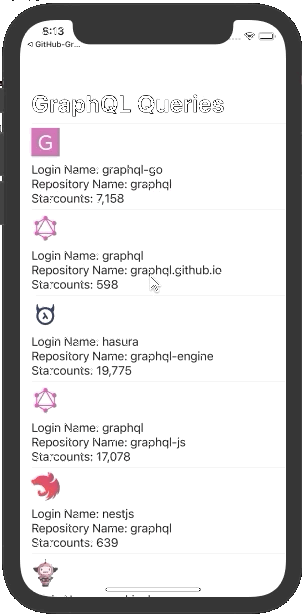 8:13
GitHub-Gr...
GraphQL Queries
G
Login Name: graphql-go
Repository Name: graphql
Starcounts: 7,158
Login Name: graphql
Repository Name: graphql.github.io
Starcounts: 598
Login Name: hasura
Repository Name: graphql-engine
Starcounts: 19,775
Login Name: graphql
Repository Name: graphql-js
Starcounts: 17,078
Login Name: nestjs
Repository Name: graphql
Starcounts: 639